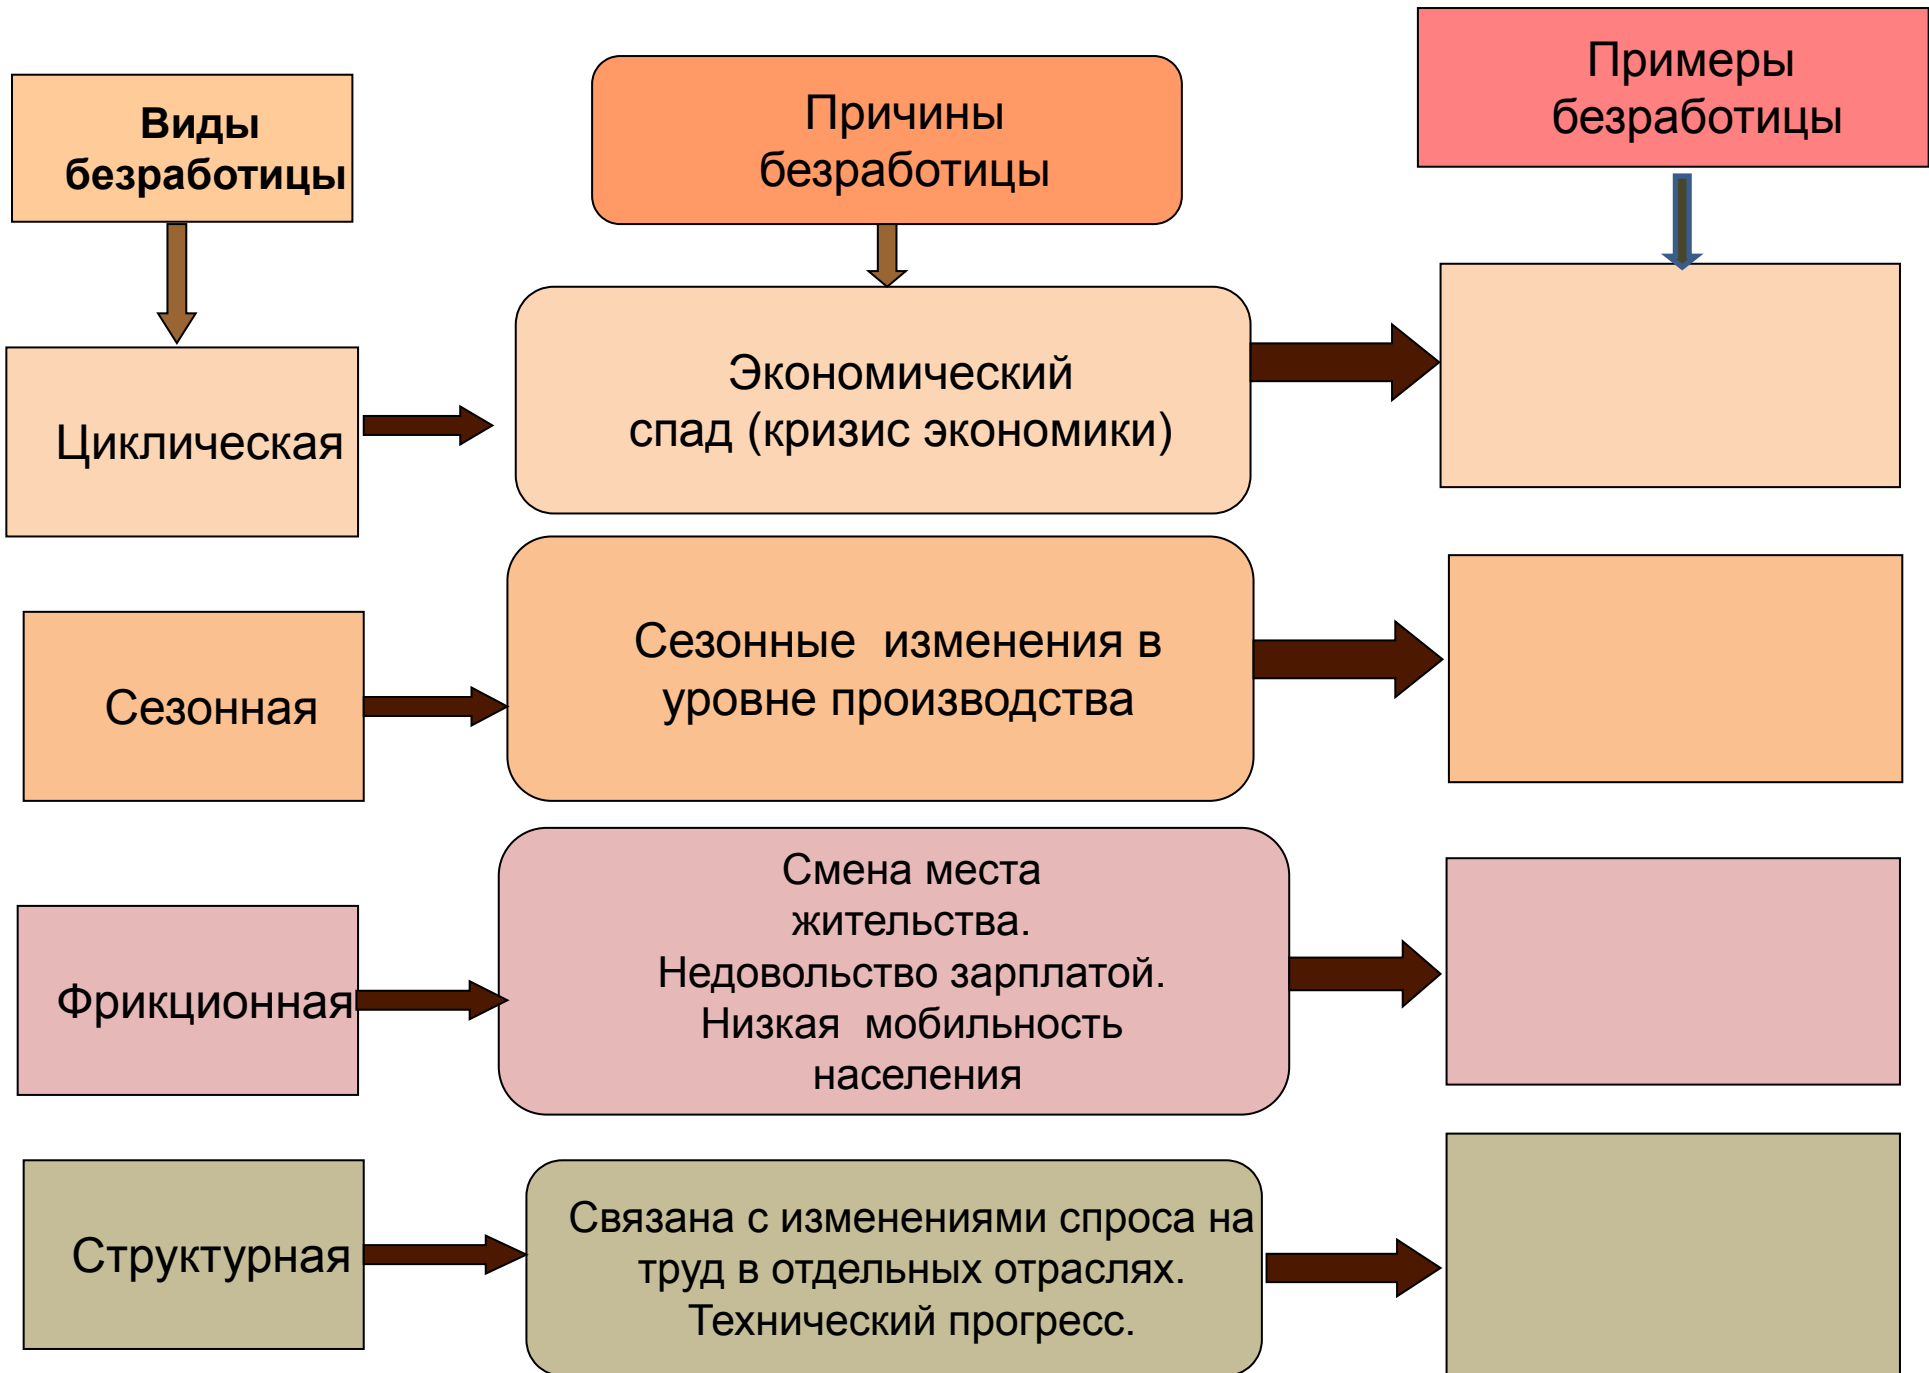 Виды
безработицы
Причины
безработицы
Примеры
безработицы
Циклическая
Экономический
спад (кризис экономики)
Сезонная
Сезонные  изменения в
уровне производства
Фрикционная
Смена места
жительства.
Недовольство зарплатой.
Низкая  мобильность
населения
Структурная
Связана с изменениями спроса на
труд в отдельных отраслях.
Технический прогресс.